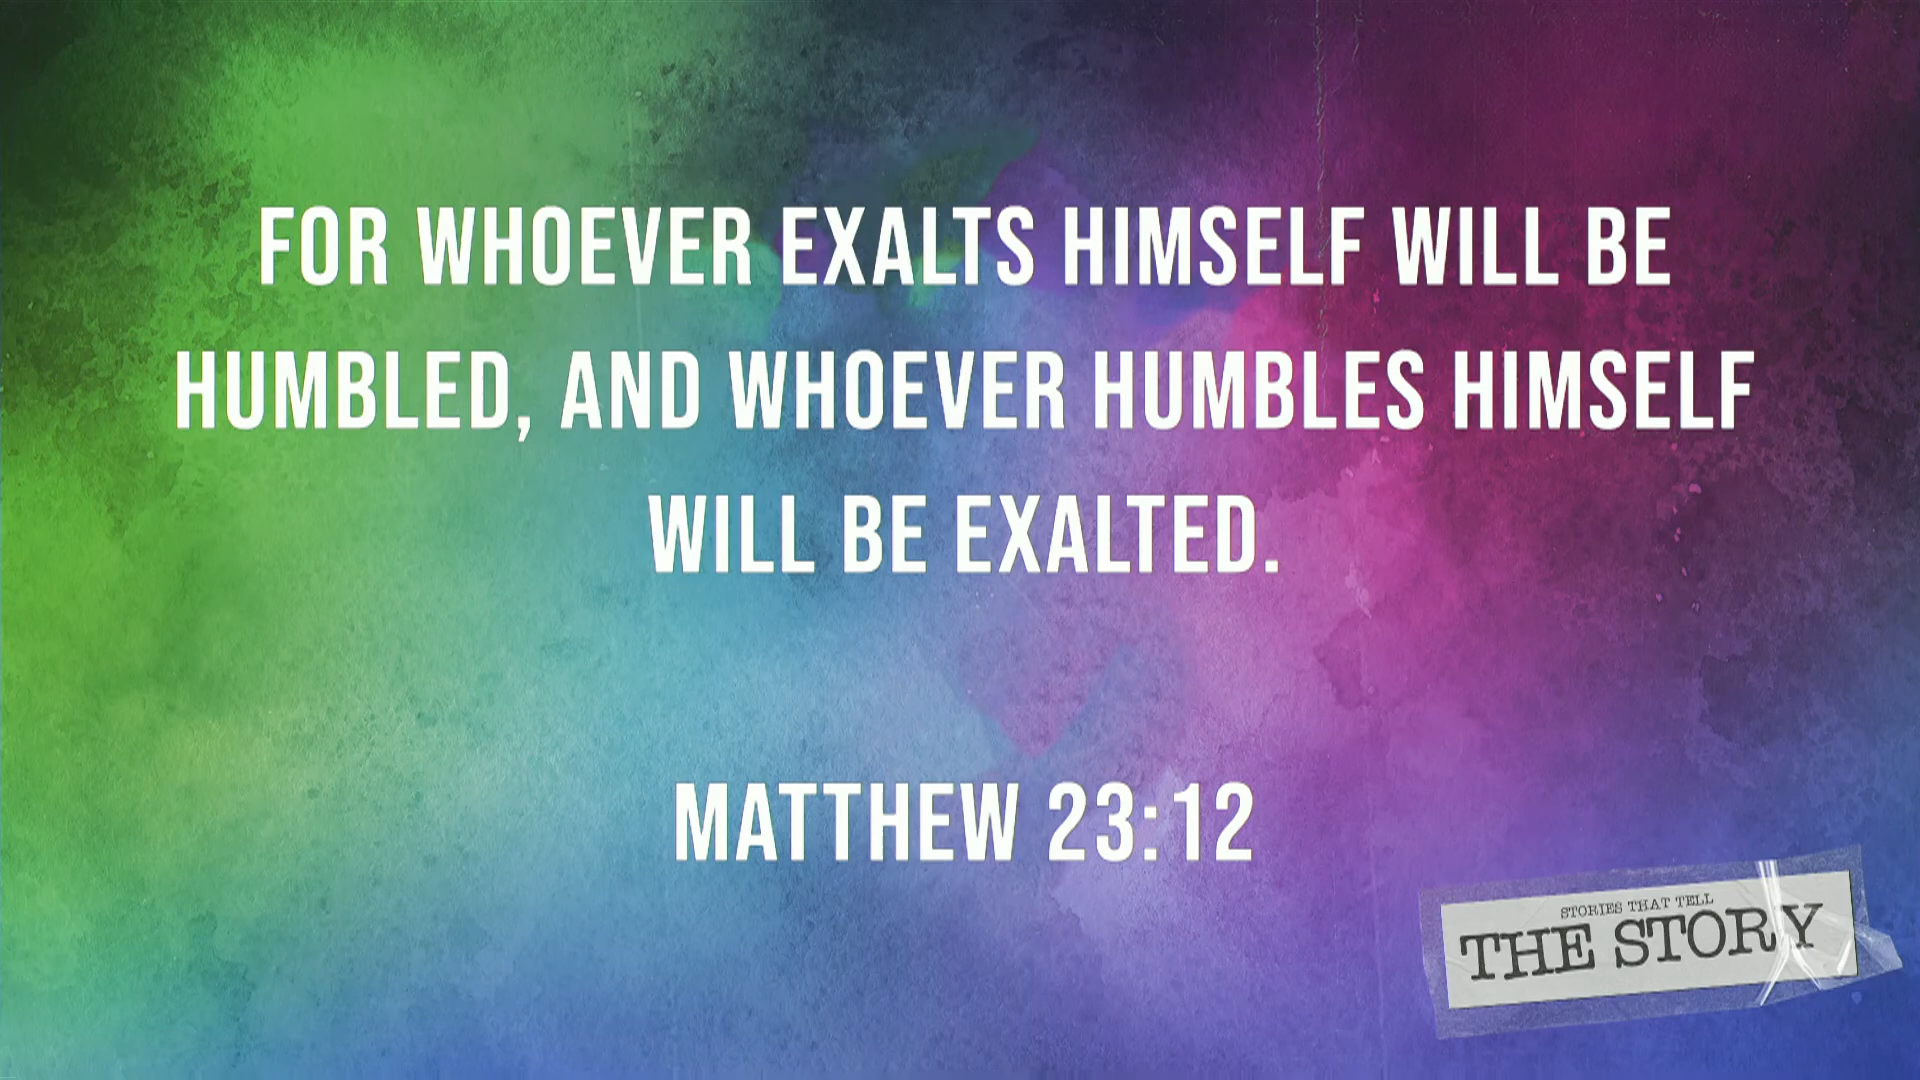 FOR WHOEVER EXALTS HIMSELF WILL BE
HUMBLED, AND WHOEVER HUMBLES HIMSELF
WILL BE EXALTED.
MATTHEW 23:12
STORIES THAT TELL
THE STORY